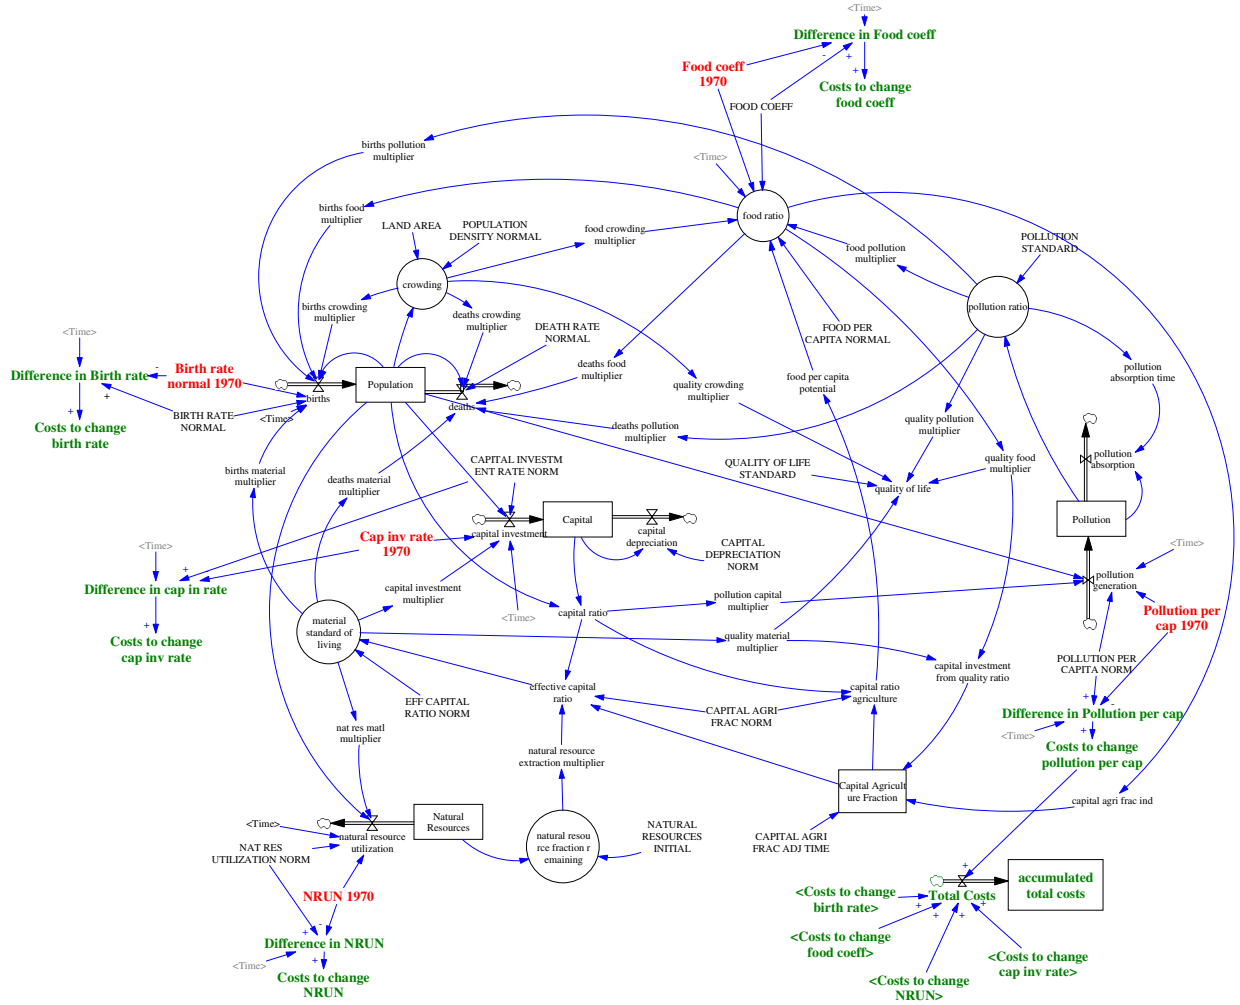 <Time>
Difference in Food coeff
Food coeff
1970
Costs to change
food coeff
FOOD COEFF
births pollution
multiplier
<Time>
births food
multiplier
LAND AREA
POPULATION
DENSITY NORMAL
food crowding
multiplier
food ratio
food pollution
multiplier
POLLUTION
STANDARD
crowding
births crowding
multiplier
deaths crowding
multiplier
DEATH RATE
NORMAL
FOOD PER
CAPITA NORMAL
pollution ratio
<Time>
Difference in Birth rate
Birth rate
normal 1970
Population
births
deaths
deaths food
multiplier
quality crowding
multiplier
food per capita
potential
pollution
absorption time
Costs to change
birth rate
BIRTH RATE
NORMAL
<Time>
deaths pollution
multiplier
quality pollution
multiplier
births material
multiplier
deaths material
multiplier
CAPITAL INVESTM
ENT RATE NORM
QUALITY OF LIFE
STANDARD
quality of life
quality food
multiplier
pollution
absorption
Capital
capital investment
capital
depreciation
Pollution
Cap inv rate
1970
CAPITAL
DEPRECIATION
NORM
<Time>
<Time>
Difference in cap in rate
capital investment
multiplier
pollution capital
multiplier
pollution
generation
Costs to change
cap inv rate
material
standard of
living
<Time>
capital ratio
quality material
multiplier
Pollution per
cap 1970
capital investment
from quality ratio
POLLUTION PER
CAPITA NORM
EFF CAPITAL
RATIO NORM
effective capital
ratio
CAPITAL AGRI
FRAC NORM
capital ratio
agriculture
Difference in Pollution per cap
<Time>
Costs to change
pollution per cap
nat res matl
multiplier
natural resource
extraction multiplier
Capital Agricult
ure Fraction
capital agri frac ind
<Time>
Natural
Resources
natural resource
utilization
NAT RES
UTILIZATION NORM
natural resou
rce fraction r
emaining
NATURAL
RESOURCES
INITIAL
CAPITAL AGRI
FRAC ADJ TIME
NRUN 1970
<Costs to change
birth rate>
Total Costs
accumulated
total costs
Difference in NRUN
<Time>
Costs to change
NRUN
<Costs to change
food coeff>
<Costs to change
NRUN>
<Costs to change
cap inv rate>